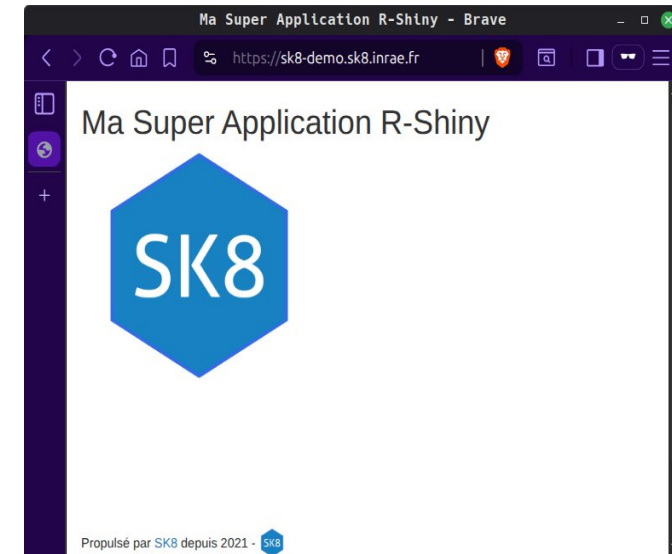 Ma Super Application R-Shiny - Brave
https://sk8-demo.sk8.inrae.fr
Ma Super Application R-Shiny
SK8
Propulsé par SK8 depuis 2021 - SK8